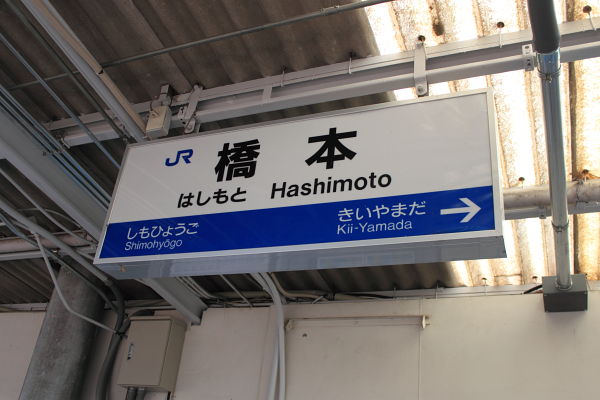 JR 橋本
はしもと Hashimoto
しもひょうご きいやまだ →
Shimohyōgo Kii-Yamada